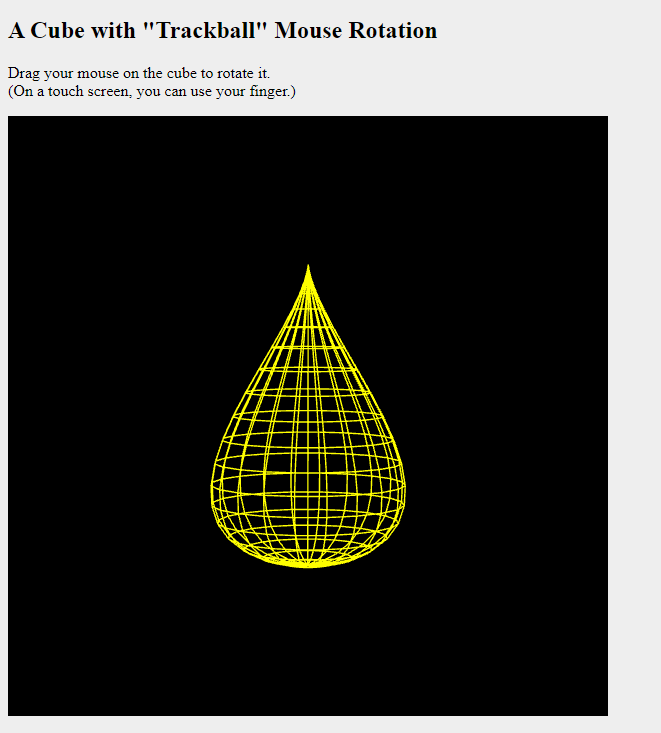 A Cube with "Trackball" Mouse Rotation
Drag your mouse on the cube to rotate it.
(On a touch screen, you can use your finger.)